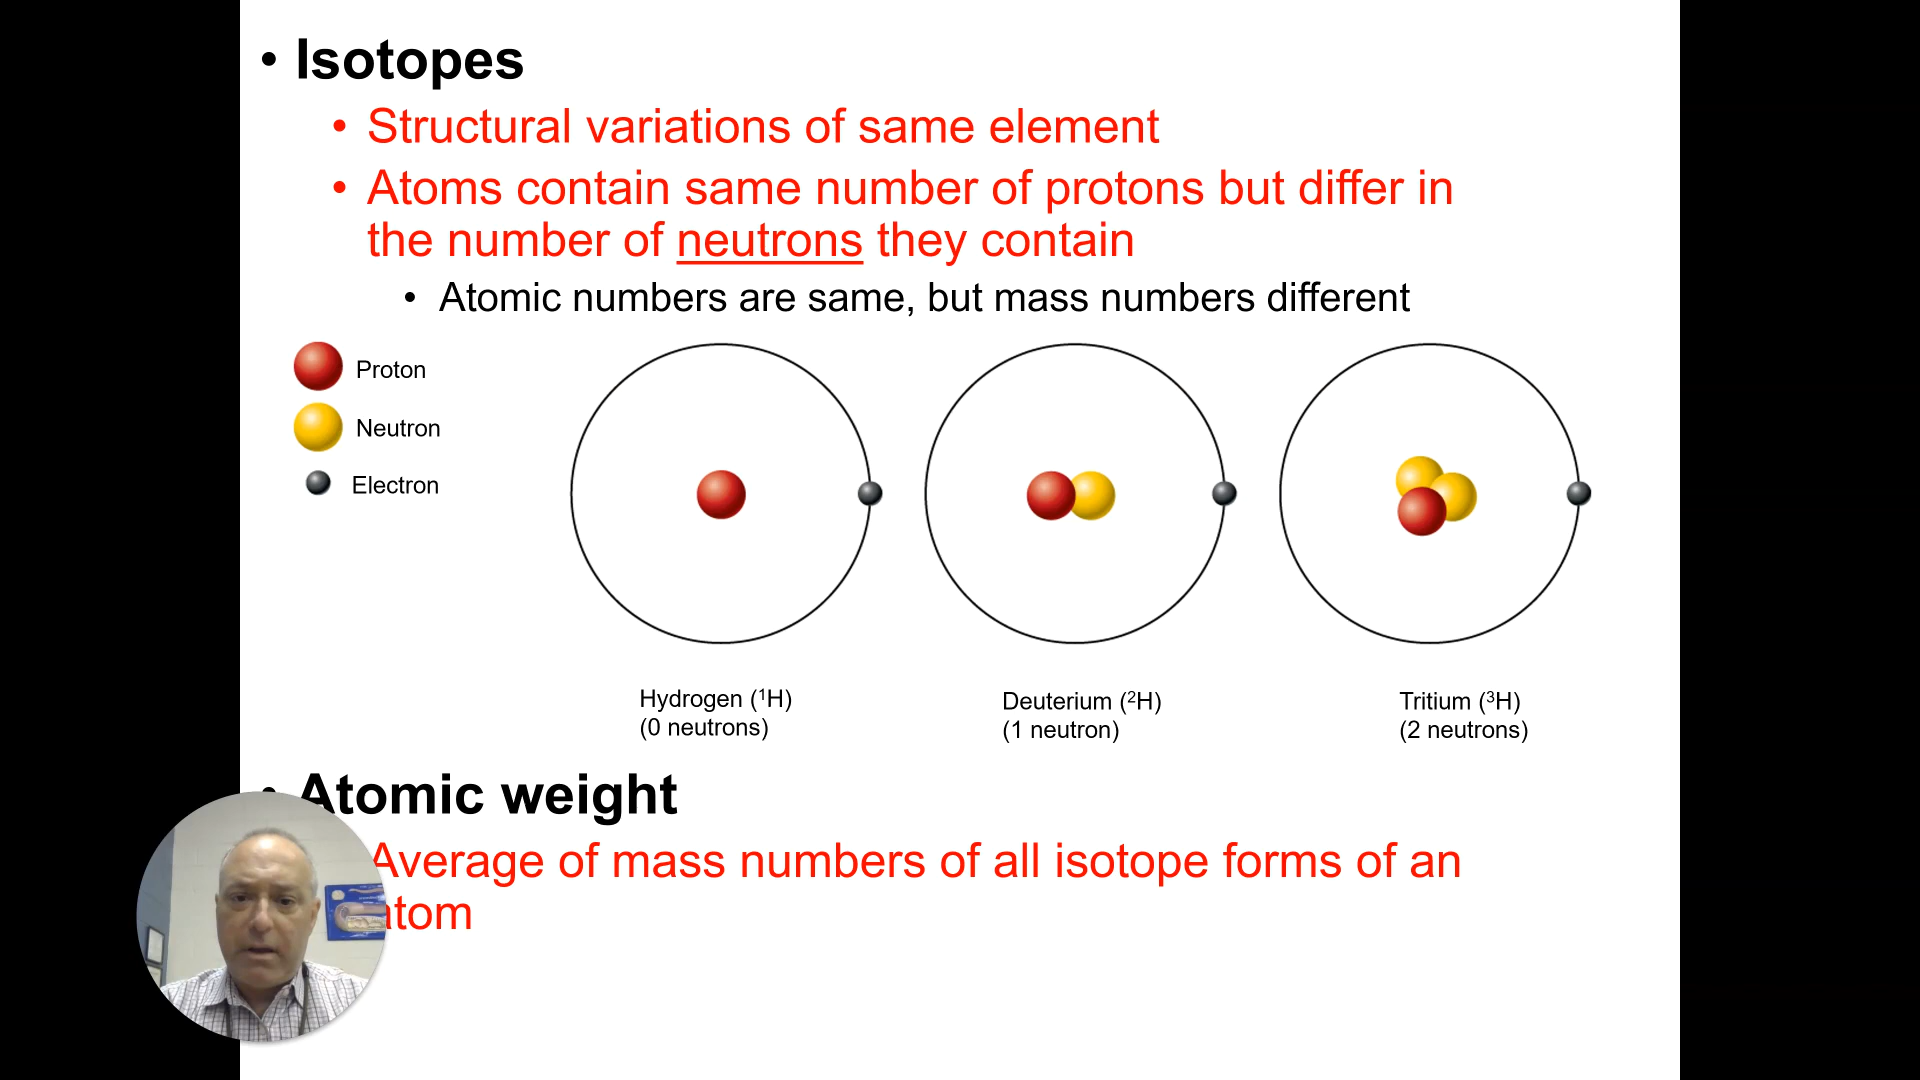 • Isotopes
• Structural variations of same element
• Atoms contain same number of protons but differ in
the number of neutrons they contain
• Atomic numbers are same, but mass numbers different
Proton
Neutron
Electron
Hydrogen (¹H)
(0 neutrons)
Deuterium (²H)
(1 neutron)
Tritium (³H)
(2 neutrons)
• Atomic weight
Average of mass numbers of all isotope forms of an
atom